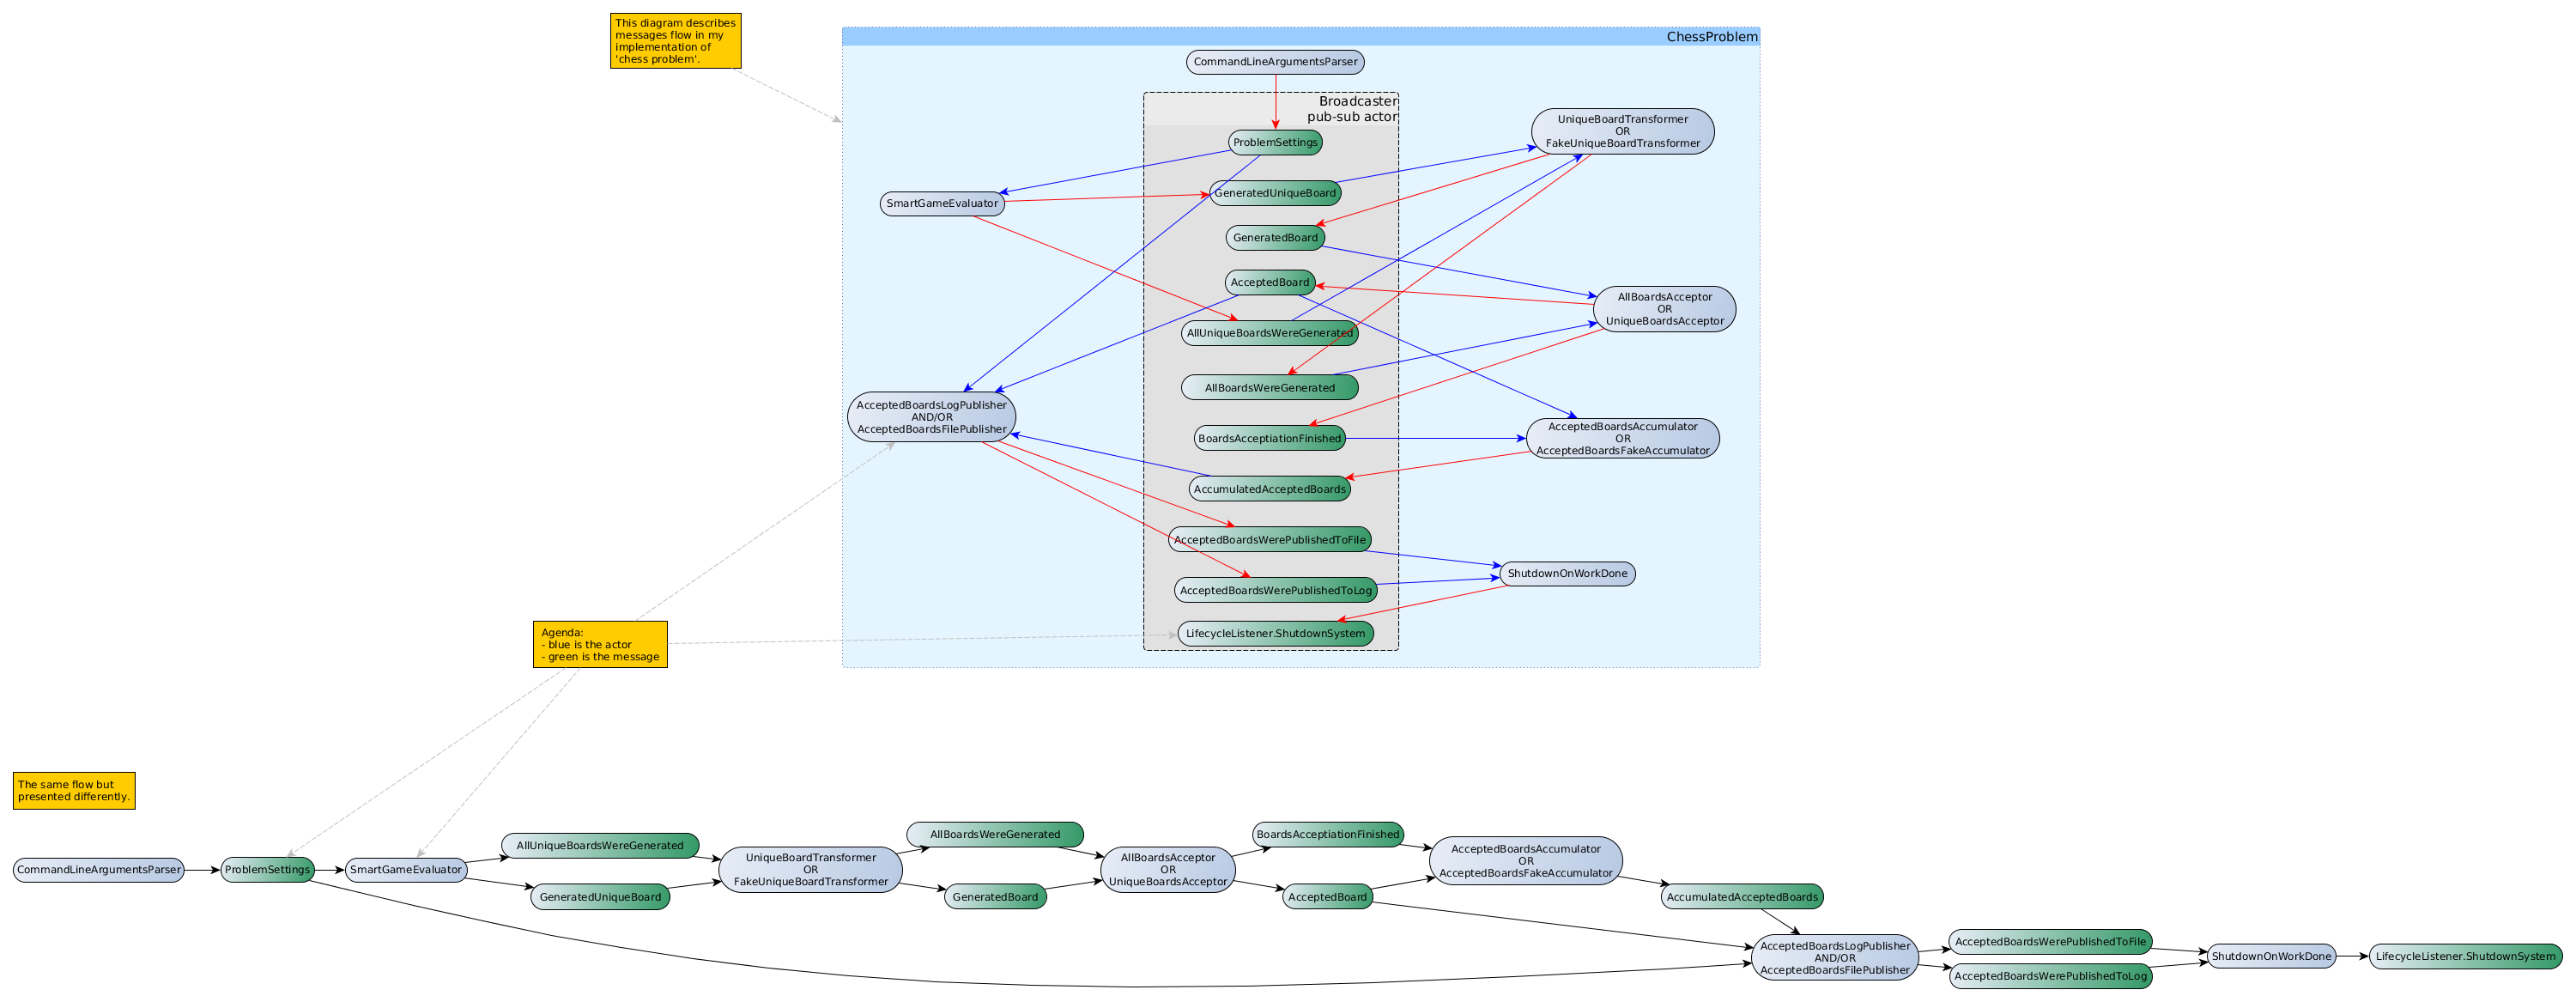 This diagram describes
messages flow in my
implementation of
'chess problem'.
ChessProblem
CommandLineArgumentsParser
Broadcaster
pub-sub actor
UniqueBoardTransformer
OR
FakeUniqueBoardTransformer
ProblemSettings
GeneratedUniqueBoard
SmartGameEvaluator
GeneratedBoard
AcceptedBoard
AllBoardsAcceptor
OR
UniqueBoardsAcceptor
AllUniqueBoardsWereGenerated
AllBoardsWereGenerated
AcceptedBoardsLogPublisher
AND/OR
AcceptedBoardsFilePublisher
BoardsAcceptiationFinished
AcceptedBoardsAccumulator
OR
AcceptedBoardsFakeAccumulator
AccumulatedAcceptedBoards
AcceptedBoardsWerePublishedToFile
ShutdownOnWorkDone
AcceptedBoardsWerePublishedToLog
LifecycleListener.ShutdownSystem
Agenda:
- blue is the actor
- green is the message
The same flow but
presented differently.
CommandLineArgumentsParser
ProblemSettings
SmartGameEvaluator
AllUniqueBoardsWereGenerated
GeneratedUniqueBoard
UniqueBoardTransformer
OR
FakeUniqueBoardTransformer
AllBoardsWereGenerated
GeneratedBoard
AllBoardsAcceptor
OR
UniqueBoardsAcceptor
BoardsAcceptiationFinished
AcceptedBoard
AcceptedBoardsAccumulator
OR
AcceptedBoardsFakeAccumulator
AccumulatedAcceptedBoards
AcceptedBoardsLogPublisher
AND/OR
AcceptedBoardsFilePublisher
AcceptedBoardsWerePublishedToFile
AcceptedBoardsWerePublishedToLog
ShutdownOnWorkDone
LifecycleListener.ShutdownSystem